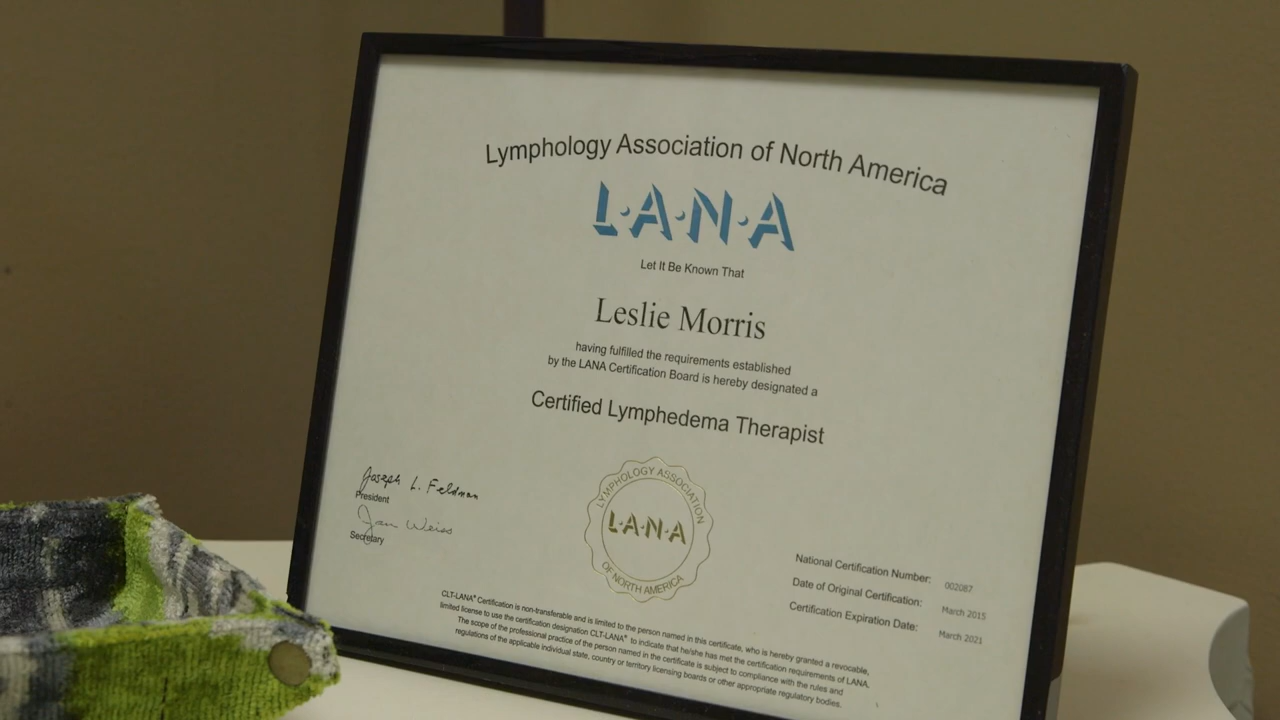 Lymphology Association of North America
L·A·N·A
Let It Be Known That
Leslie Morris
having fulfilled the requirements established
by the LANA Certification Board is hereby designated a
Certified Lymphedema Therapist
Joseph L. Feldman
President
Jan Weiss
Secretary
LYMPHOLOGY ASSOCIATION
L·A·N·A
OF NORTH AMERICA
National Certification Number: 002087
Date of Original Certification: March 2015
Certification Expiration Date: March 2021
CLT-LANA® Certification is non-transferable and is limited to the person named in this certificate, who is hereby granted a revocable,
limited license to use the certification designation CLT-LANA® to indicate that he/she has met the certification requirements of LANA.
The scope of the professional practice of the person named in the certificate is subject to compliance with the rules and
regulations of the applicable individual state, country or territory licensing boards or other appropriate regulatory bodies.